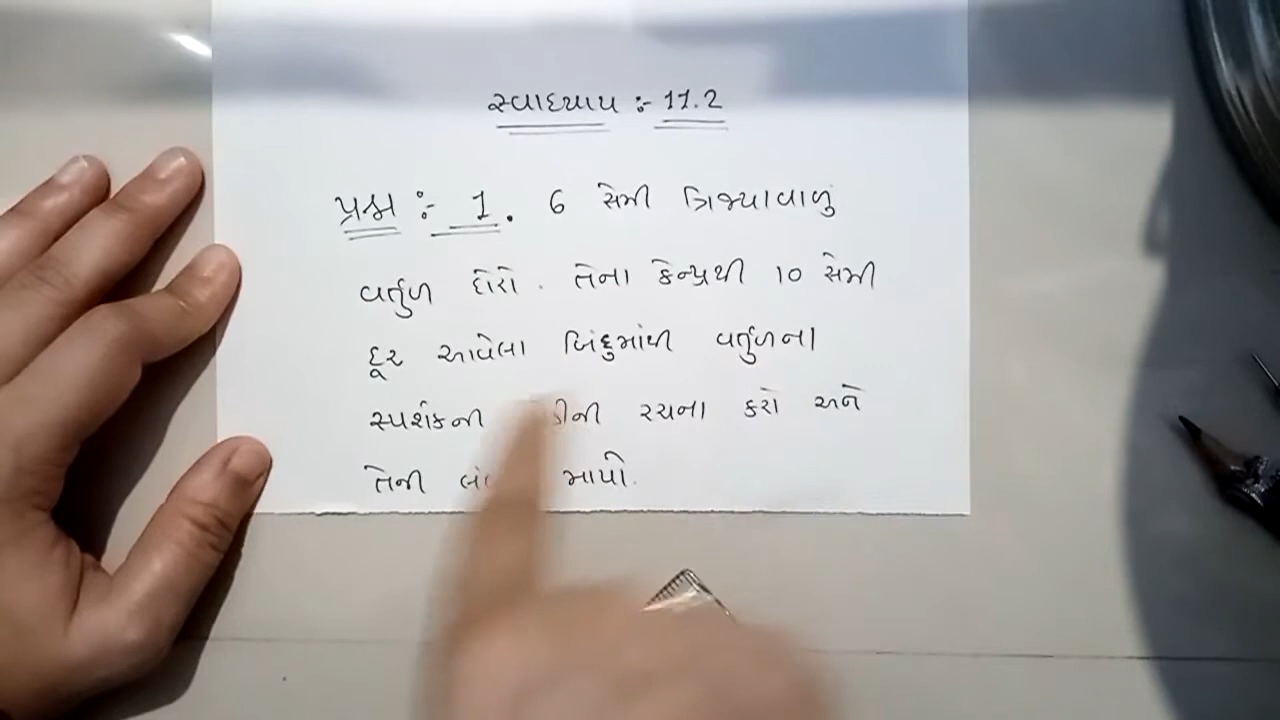 સ્વાધ્યાય :- 11.2
પ્રશ્ન :- 1. 6 સેમી ત્રિજ્યાવાળું
વર્તુળ દોરો. તેના કેન્દ્રથી 10 સેમી
દૂર આવેલા બિંદુમાંથી વર્તુળના
સ્પર્શકની રચના કરો અને
તેની માપો.